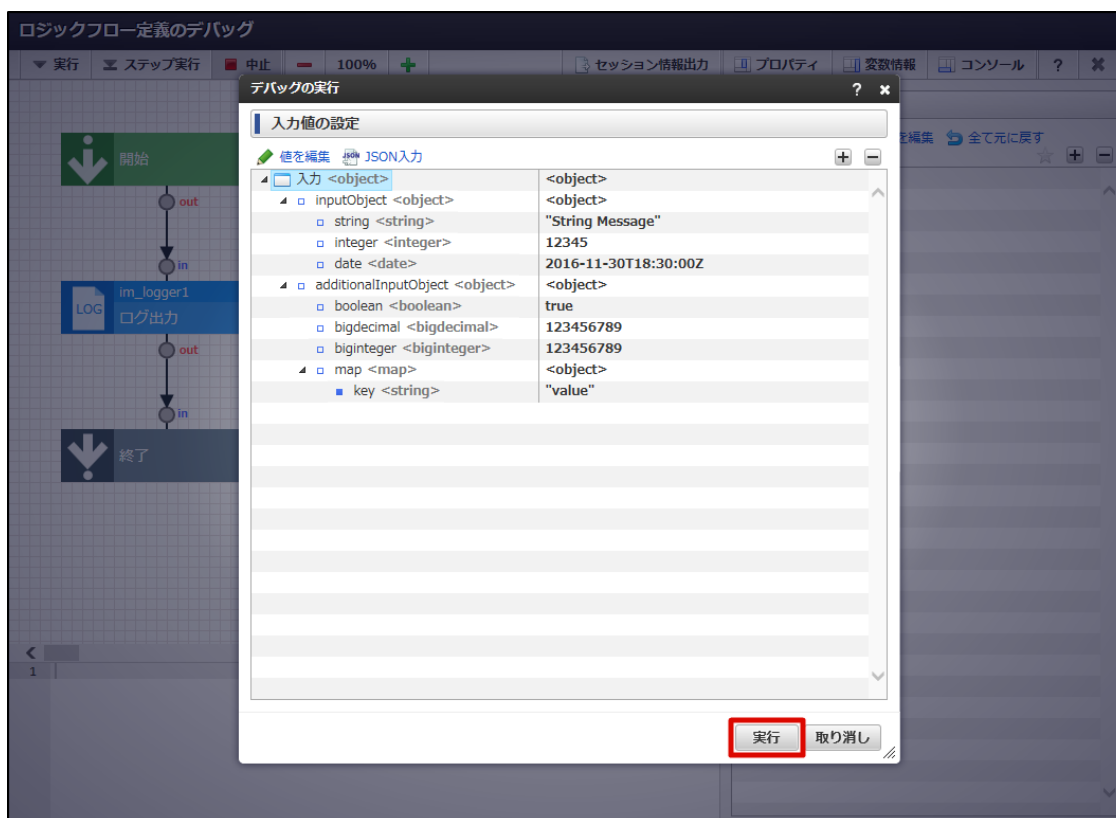 ロジックフロー定義のデバッグ
実行 ステップ実行 中止 100% セッション情報出力 プロパティ 変数情報 コンソール ?
デバッグの実行 ?
入力値の設定
値を編集 JSON入力
を編集 全て元に戻す
入力 <object> <object>
inputObject <object> <object>
string <string> "String Message"
integer <integer> 12345
date <date> 2016-11-30T18:30:00Z
additionalInputObject <object> <object>
boolean <boolean> true
bigdecimal <bigdecimal> 123456789
biginteger <biginteger> 123456789
map <map> <object>
key <string> "value"
開始
out
in
LOG
im_logger1
ログ出力
out
in
終了
1
実行 取り消し